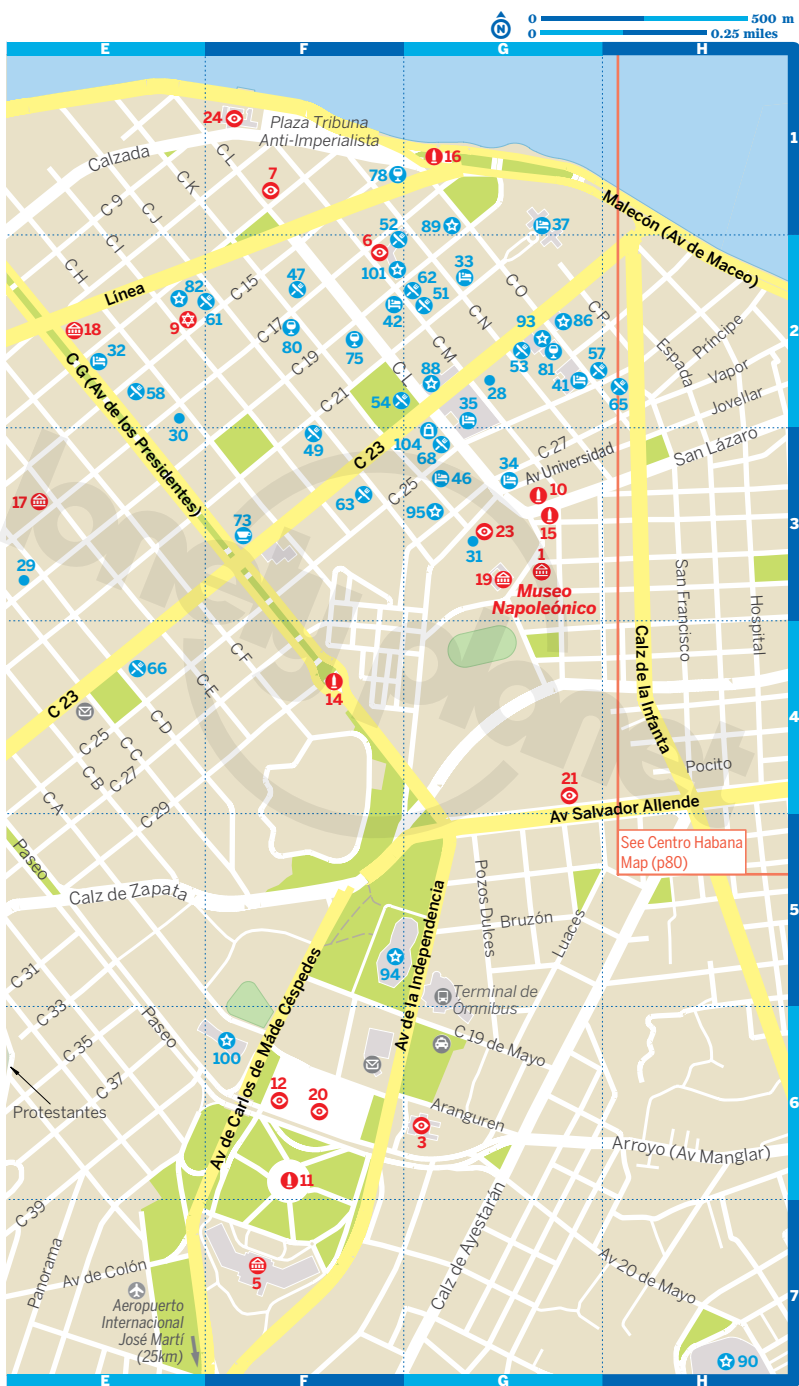 N
0 500 m
0 0.25 miles
E F G H
1
24
Plaza Tribuna
Anti-Imperialista
16
Calzada
C L
7
78
C K
C 9
C J
C I
C H
Malecón (Av de Maceo)
52
89
37
6
101
33
62
51
42
C O
C N
C P
C M
C L
82
61
47
C 15
Línea
9
18
2
C 17
80
75
C 19
C 21
93
86
53
81
57
88
28
41
65
Príncipe
Espada
Vapor
Jovellar
32
58
30
C G (Av de los Presidentes)
54
35
49
C 23
104
68
C 27
Av Universidad
San Lázaro
34
46
10
63
C 25
95
15
17
73
23
31
3
29
19
1
Museo
Napoleónico
San Francisco
Hospital
C F
C E
66
14
Calz de la Infanta
C 23
C D
4
C 25
C C
C B
C 27
C A
C 29
Pocito
21
Av Salvador Allende
See Centro Habana
Map (p80)
Paseo
Calz de Zapata
Pozos Dulces
Bruzón
Luaces
5
94
Av de la Independencia
C 31
Terminal de
Ómnibus
C 33
Paseo
C 35
C 19 de Mayo
Av de Carlos de Made Céspedes
100
C 37
12
20
Protestantes
Aranguren
6
3
Arroyo (Av Manglar)
11
C 39
Calz de Ayestarán
Panorama
Av de Colón
5
Av 20 de Mayo
7
Aeropuerto
Internacional
José Martí
(25km)
90
E F G H
lonely planet